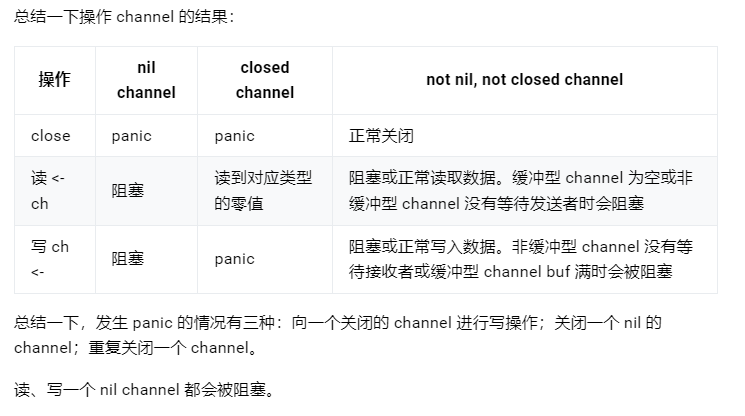 总结一下操作 channel 的结果：
操作
nil
channel
closed
channel
not nil, not closed channel
close
panic
panic
正常关闭
读 <-
ch
阻塞
读到对应类型
的零值
阻塞或正常读取数据。缓冲型 channel 为空或非
缓冲型 channel 没有等待发送者时会阻塞
写 ch
<-
阻塞
panic
阻塞或正常写入数据。非缓冲型 channel 没有等
待接收者或缓冲型 channel buf 满时会被阻塞
总结一下，发生 panic 的情况有三种：向一个关闭的 channel 进行写操作；关闭一个 nil 的
channel；重复关闭一个 channel。
读、写一个 nil channel 都会被阻塞。